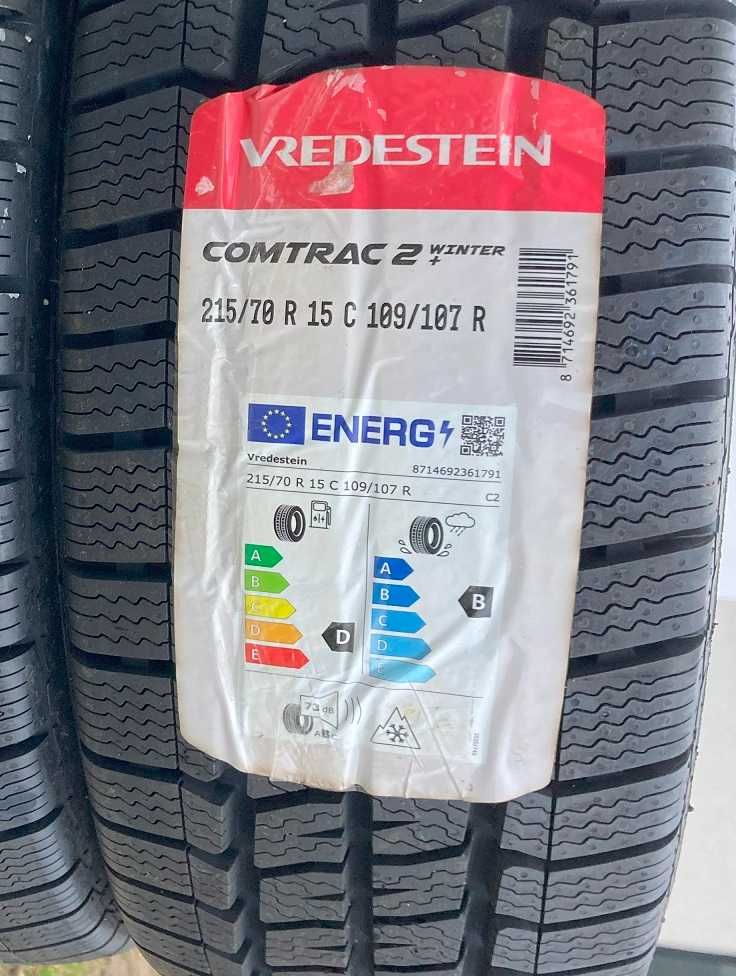 VREDESTEIN
COMTRAC 2 WINTER
+
215/70 R 15 C 109/107 R
8 714692 361791
ENERG
Vredestein 8714692361791
215/70 R 15 C 109/107 R C2
A
B
C
D
E
D
A
B
C
D
E
B
73 dB